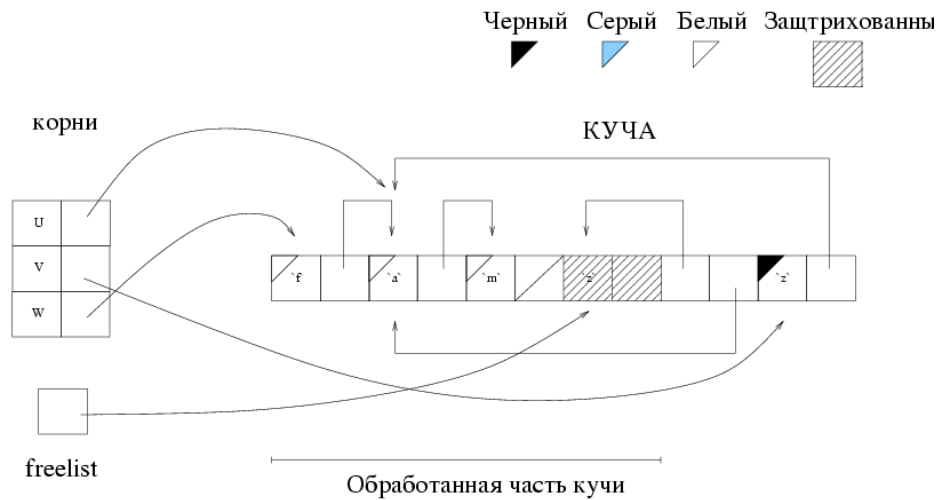 Черный Серый Белый Защтрихованны
корни
КУЧА
U
V
W
`f`
`a`
`m`
`z`
`z`
freelist
Обработанная часть кучи